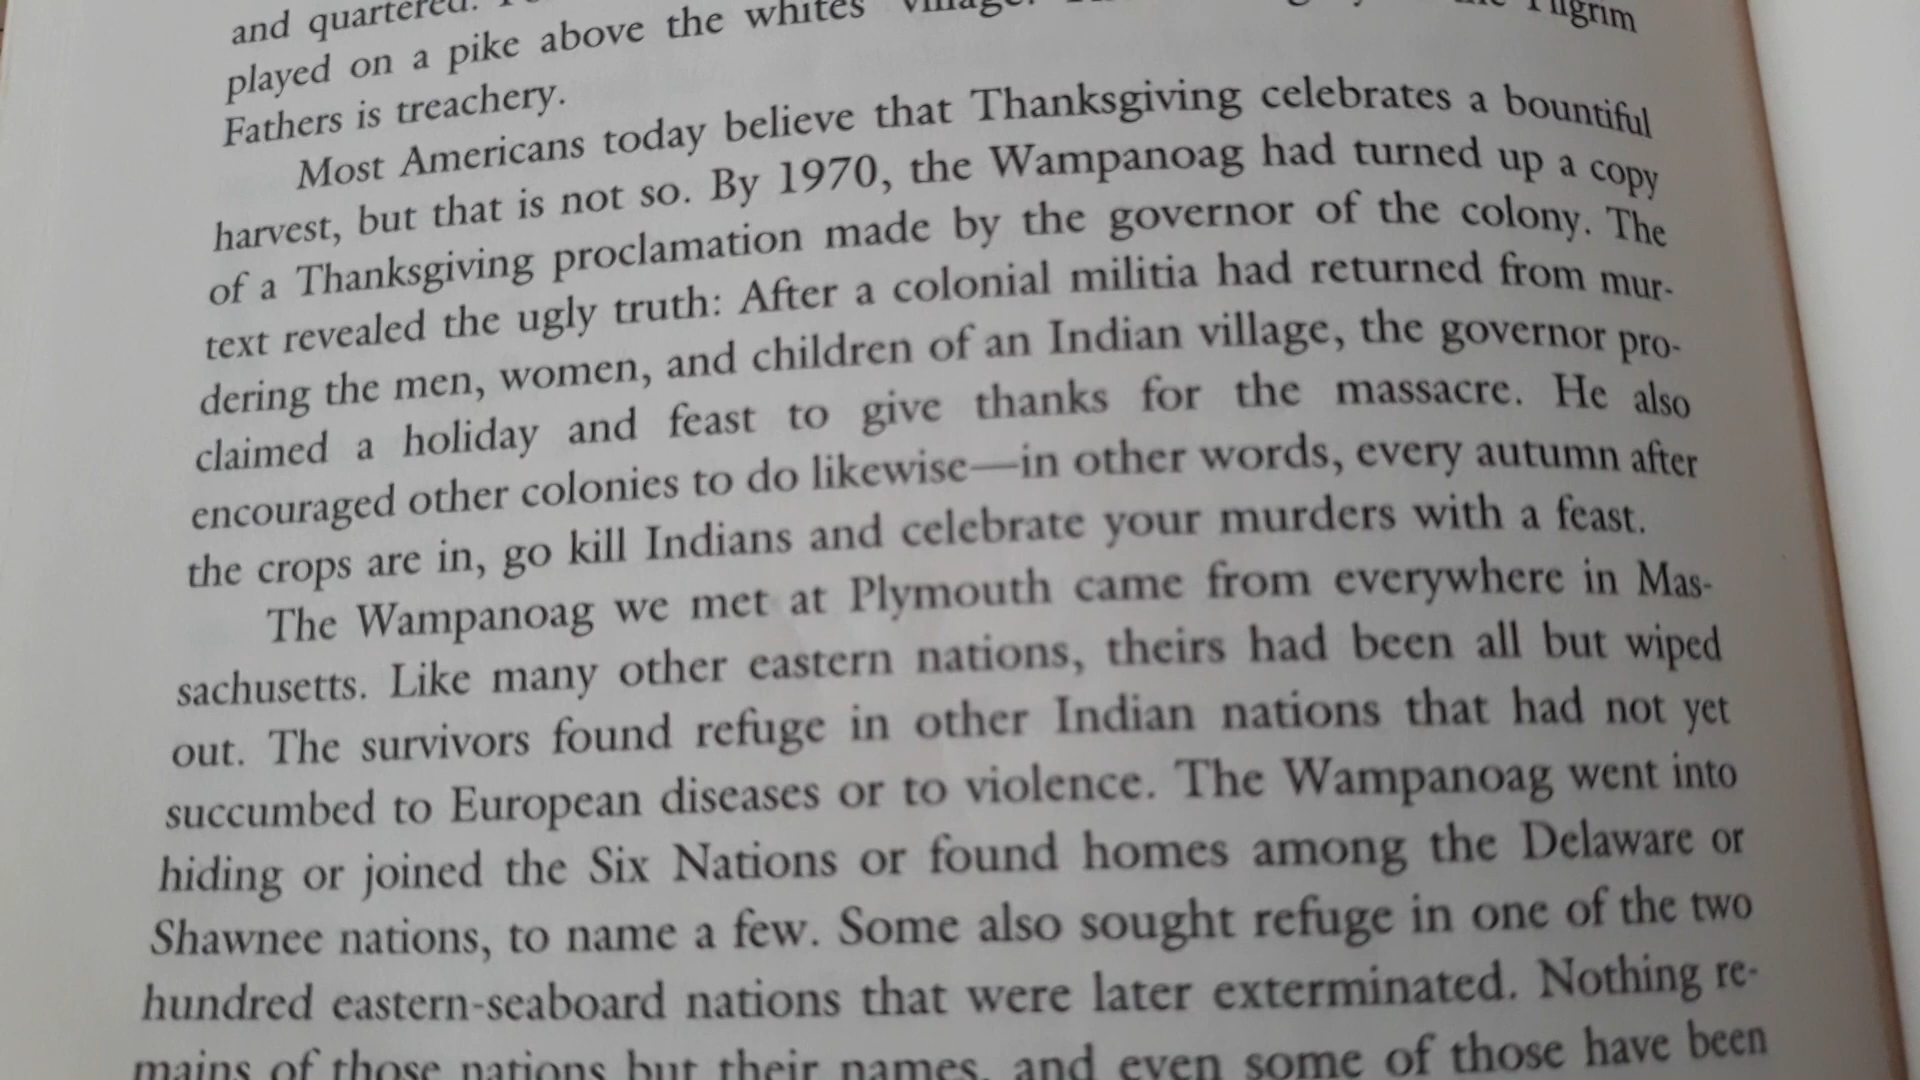 and quartered.
played on a pike above the whites' village. Pilgrim
Fathers is treachery.
Most Americans today believe that Thanksgiving celebrates a bountiful
harvest, but that is not so. By 1970, the Wampanoag had turned up a copy
of a Thanksgiving proclamation made by the governor of the colony. The
text revealed the ugly truth: After a colonial militia had returned from mur-
dering the men, women, and children of an Indian village, the governor pro-
claimed a holiday and feast to give thanks for the massacre. He also
encouraged other colonies to do likewise—in other words, every autumn after
the crops are in, go kill Indians and celebrate your murders with a feast.
The Wampanoag we met at Plymouth came from everywhere in Mas-
sachusetts. Like many other eastern nations, theirs had been all but wiped
out. The survivors found refuge in other Indian nations that had not yet
succumbed to European diseases or to violence. The Wampanoag went into
hiding or joined the Six Nations or found homes among the Delaware or
Shawnee nations, to name a few. Some also sought refuge in one of the two
hundred eastern-seaboard nations that were later exterminated. Nothing re-
mains of those nations but their names, and even some of those have been